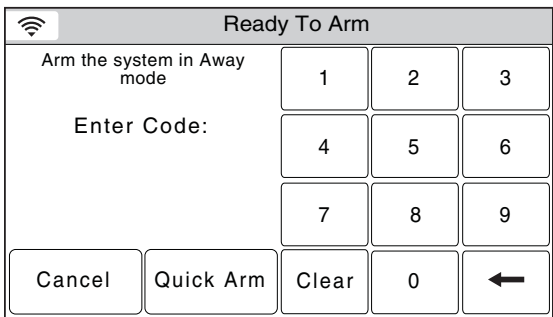 Ready To Arm
Arm the system in Away
mode
Enter Code:
1 2 3
4 5 6
7 8 9
Cancel Quick Arm Clear 0